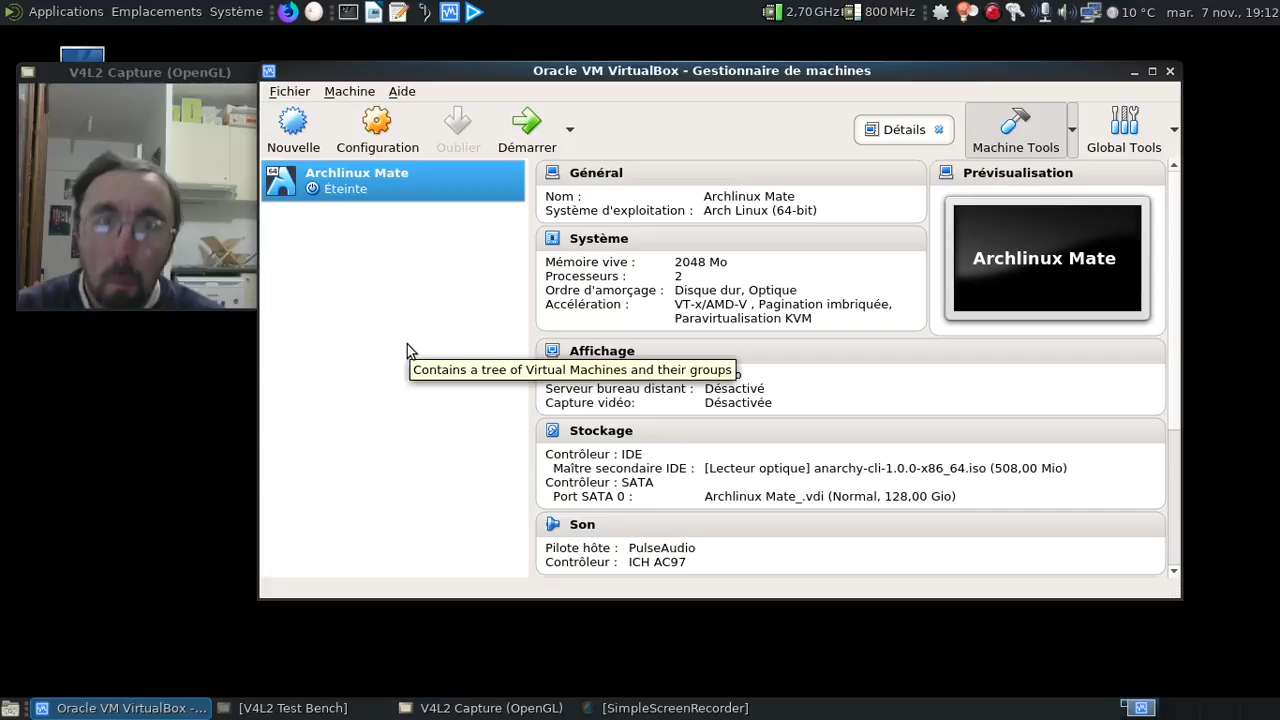 Applications Emplacements Système
2,70 GHz 800 MHz 10 °C mar. 7 nov., 19:12
V4L2 Capture (OpenGL)
Oracle VM VirtualBox - Gestionnaire de machines
Fichier Machine Aide
Nouvelle Configuration Oublier Démarrer
Détails Machine Tools Global Tools
64 Archlinux Mate
Éteinte
Général
Nom : Archlinux Mate
Système d'exploitation : Arch Linux (64-bit)
Système
Mémoire vive : 2048 Mo
Processeurs : 2
Ordre d'amorçage : Disque dur, Optique
Accélération : VT-x/AMD-V , Pagination imbriquée,
Paravirtualisation KVM
Prévisualisation
Archlinux Mate
Affichage
Contains a tree of Virtual Machines and their groups
Serveur bureau distant : Désactivé
Capture vidéo: Désactivée
Stockage
Contrôleur : IDE
Maître secondaire IDE : [Lecteur optique] anarchy-cli-1.0.0-x86_64.iso (508,00 Mio)
Contrôleur : SATA
Port SATA 0 : Archlinux Mate_.vdi (Normal, 128,00 Gio)
Son
Pilote hôte : PulseAudio
Contrôleur : ICH AC97
Oracle VM VirtualBox -... [V4L2 Test Bench] V4L2 Capture (OpenGL) [SimpleScreenRecorder]